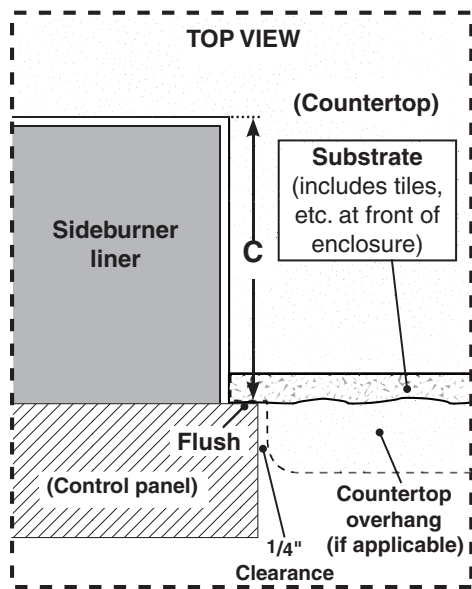 TOP VIEW
(Countertop)
Substrate
(includes tiles,
etc. at front of
enclosure)
Sideburner
liner
C
Flush
(Control panel)
Countertop
overhang
(if applicable)
1/4"
Clearance